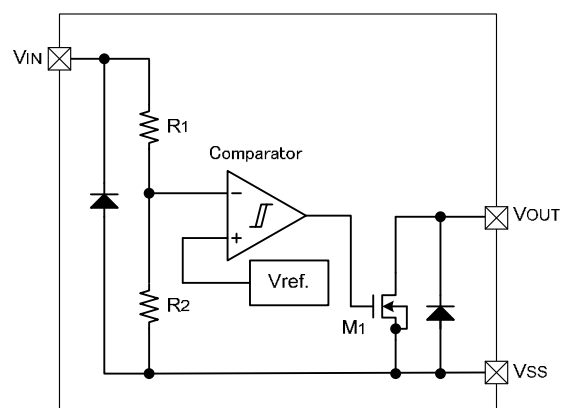 VIN
R1
Comparator
−
+
VOUT
Vref.
R2
M1
VSS